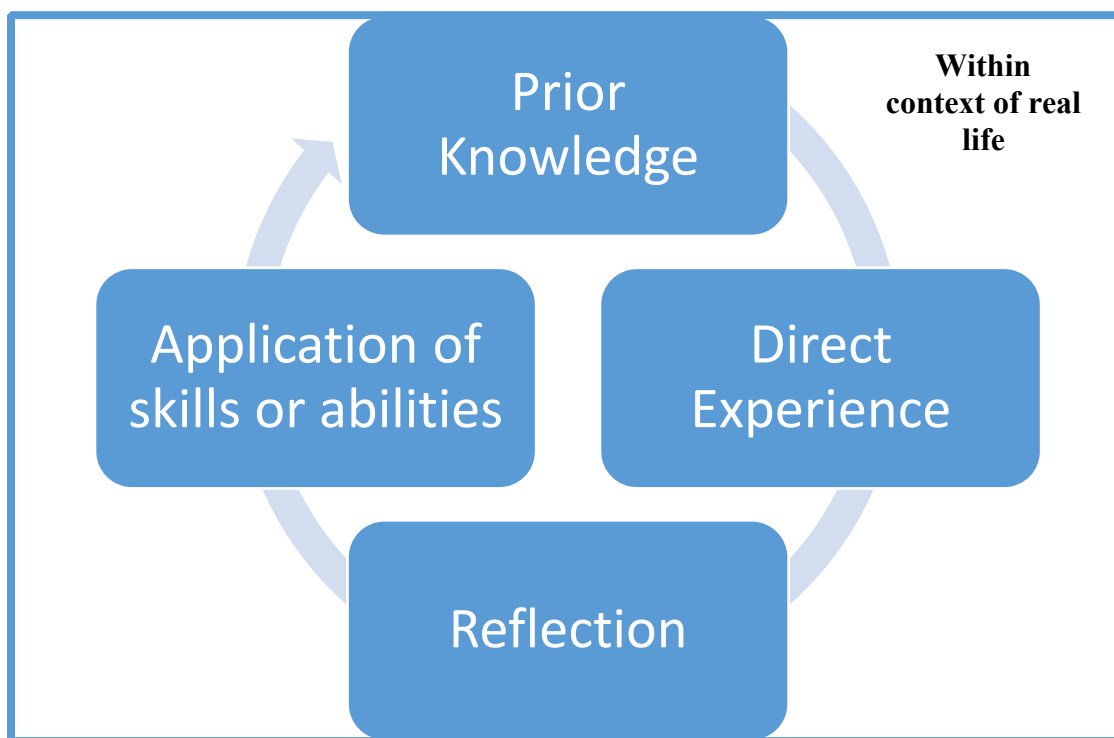 Prior
Knowledge
Within
context of real
life
Direct
Experience
Reflection
Application of
skills or abilities